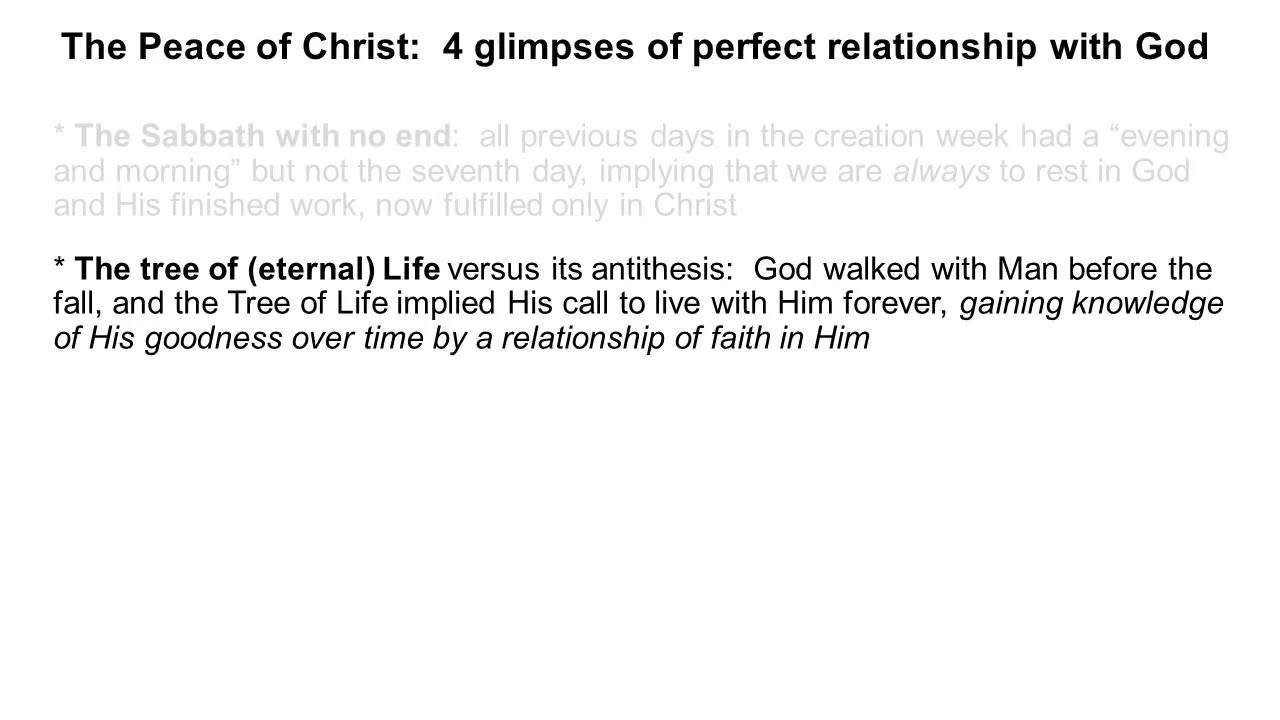 The Peace of Christ:  4 glimpses of perfect relationship with God
* The Sabbath with no end:  all previous days in the creation week had a “evening
and morning” but not the seventh day, implying that we are always to rest in God
and His finished work, now fulfilled only in Christ
* The tree of (eternal) Life versus its antithesis:  God walked with Man before the
fall, and the Tree of Life implied His call to live with Him forever, gaining knowledge
of His goodness over time by a relationship of faith in Him